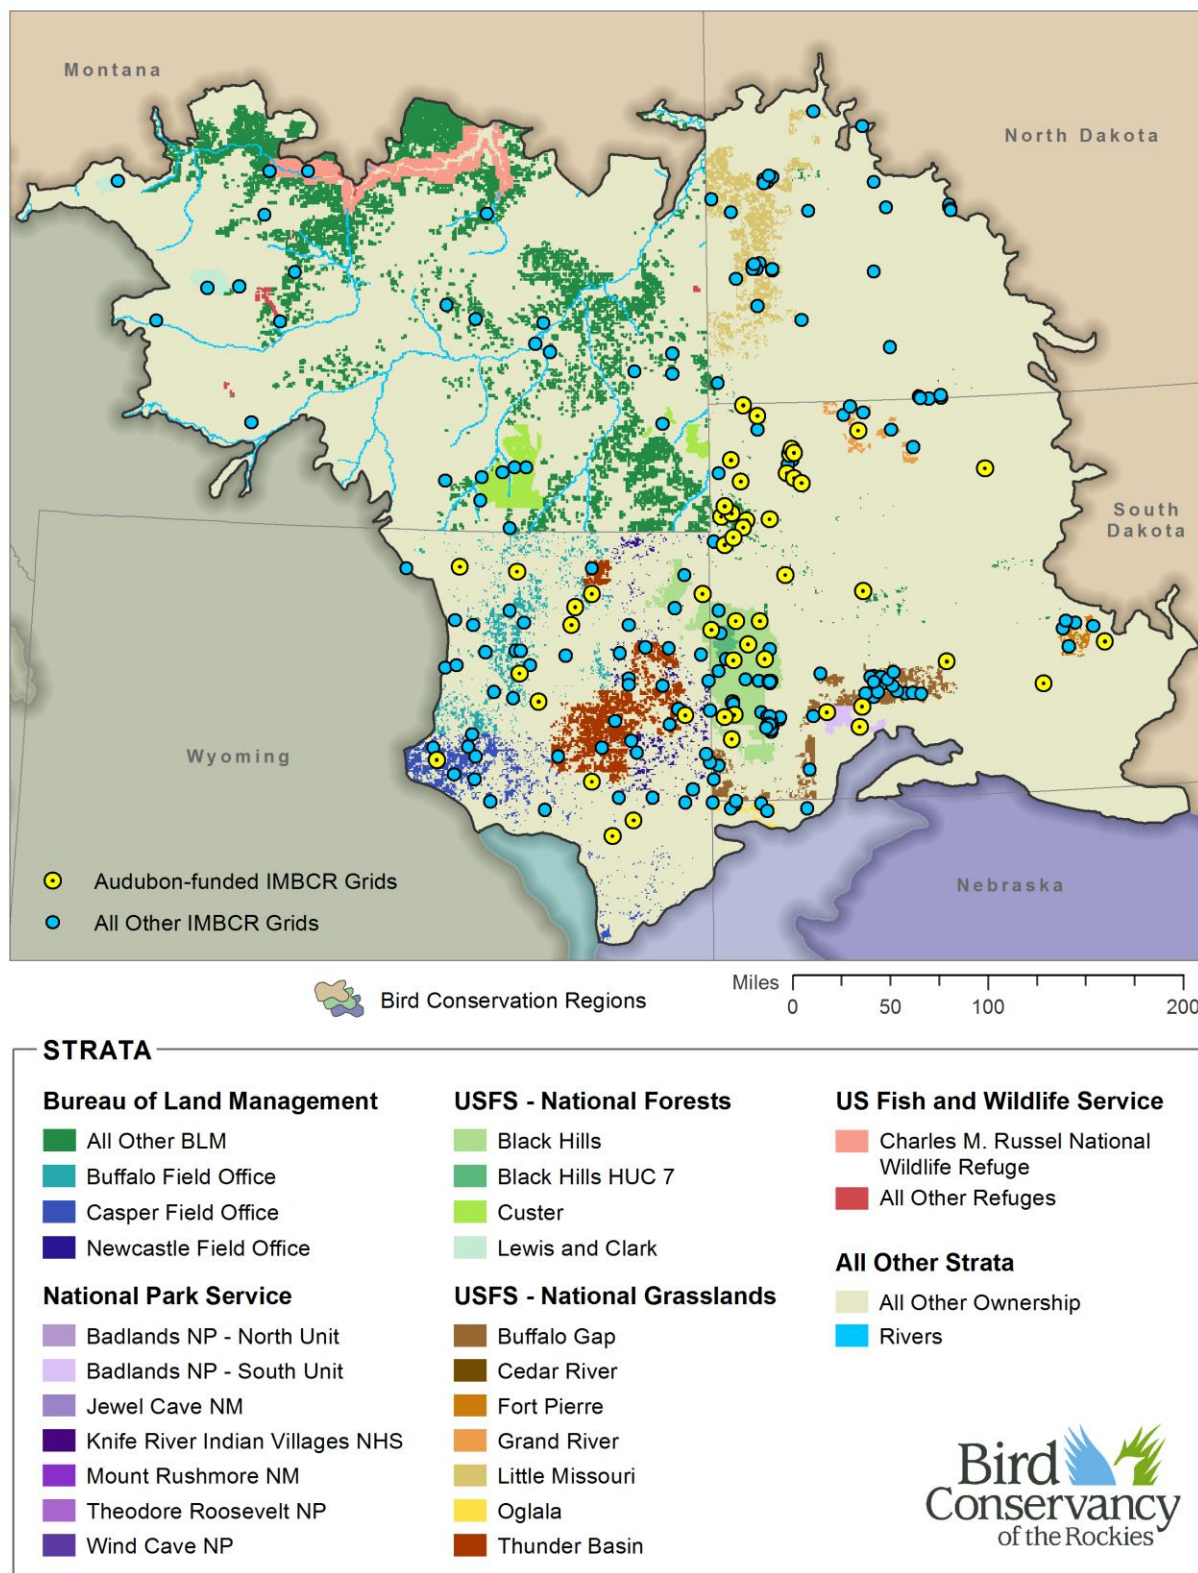 Montana
North Dakota
South
Dakota
Wyoming
Nebraska
Audubon-funded IMBCR Grids
All Other IMBCR Grids
Bird Conservation Regions
Miles
0 50 100 200
STRATA
Bureau of Land Management
All Other BLM
Buffalo Field Office
Casper Field Office
Newcastle Field Office
National Park Service
Badlands NP - North Unit
Badlands NP - South Unit
Jewel Cave NM
Knife River Indian Villages NHS
Mount Rushmore NM
Theodore Roosevelt NP
Wind Cave NP
USFS - National Forests
Black Hills
Black Hills HUC 7
Custer
Lewis and Clark
USFS - National Grasslands
Buffalo Gap
Cedar River
Fort Pierre
Grand River
Little Missouri
Oglala
Thunder Basin
US Fish and Wildlife Service
Charles M. Russel National
Wildlife Refuge
All Other Refuges
All Other Strata
All Other Ownership
Rivers
Bird
Conservancy
of the Rockies